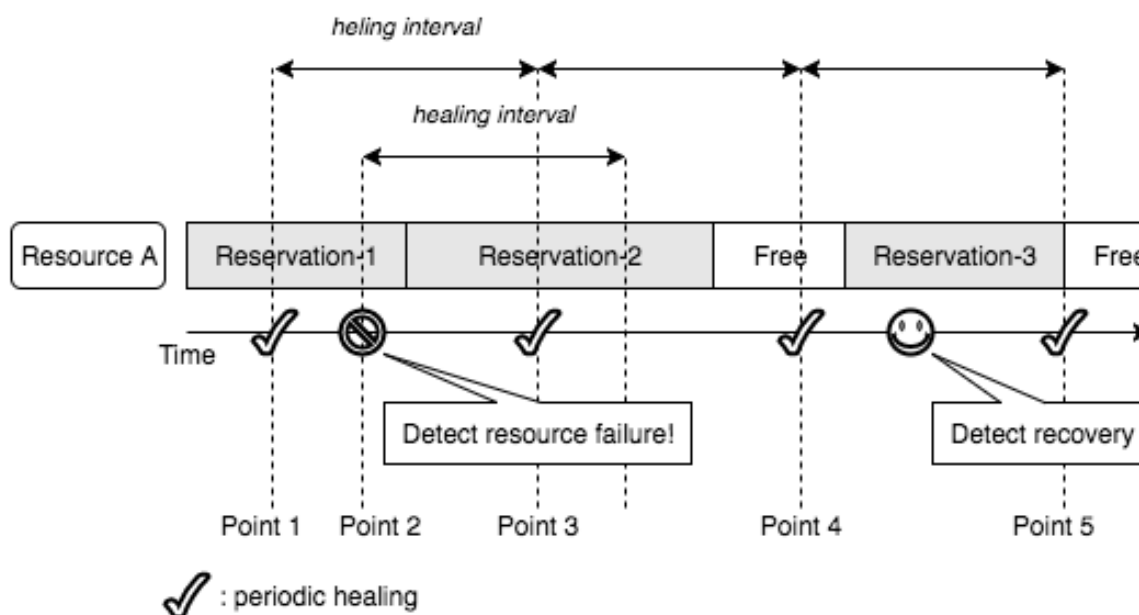 heling interval
healing interval
Resource A
Reservation-1
Reservation-2
Free
Reservation-3
Free
Time
Detect resource failure!
Detect recovery
Point 1
Point 2
Point 3
Point 4
Point 5
: periodic healing